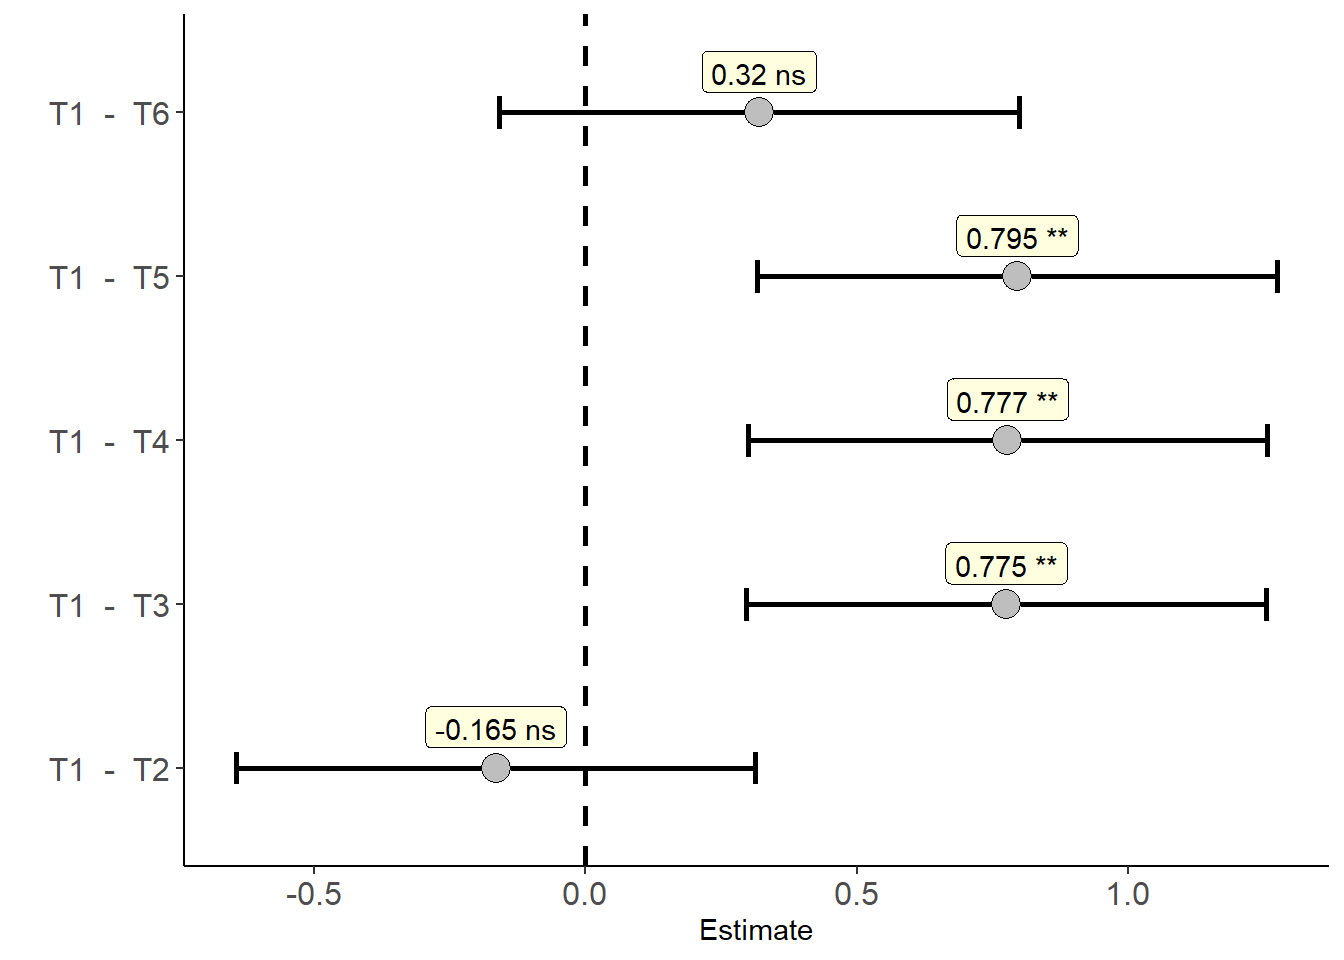 0.32 ns
T1 - T6
0.795 **
T1 - T5
0.777 **
T1 - T4
0.775 **
T1 - T3
-0.165 ns
T1 - T2
-0.5 0.0 0.5 1.0
Estimate